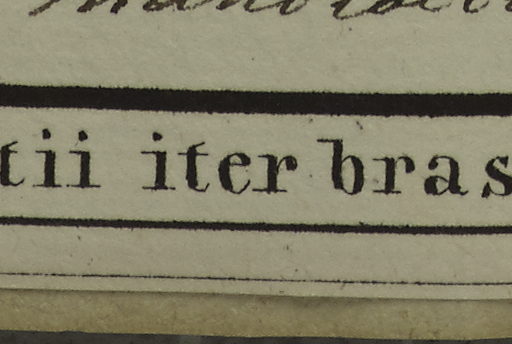 tii iter bras